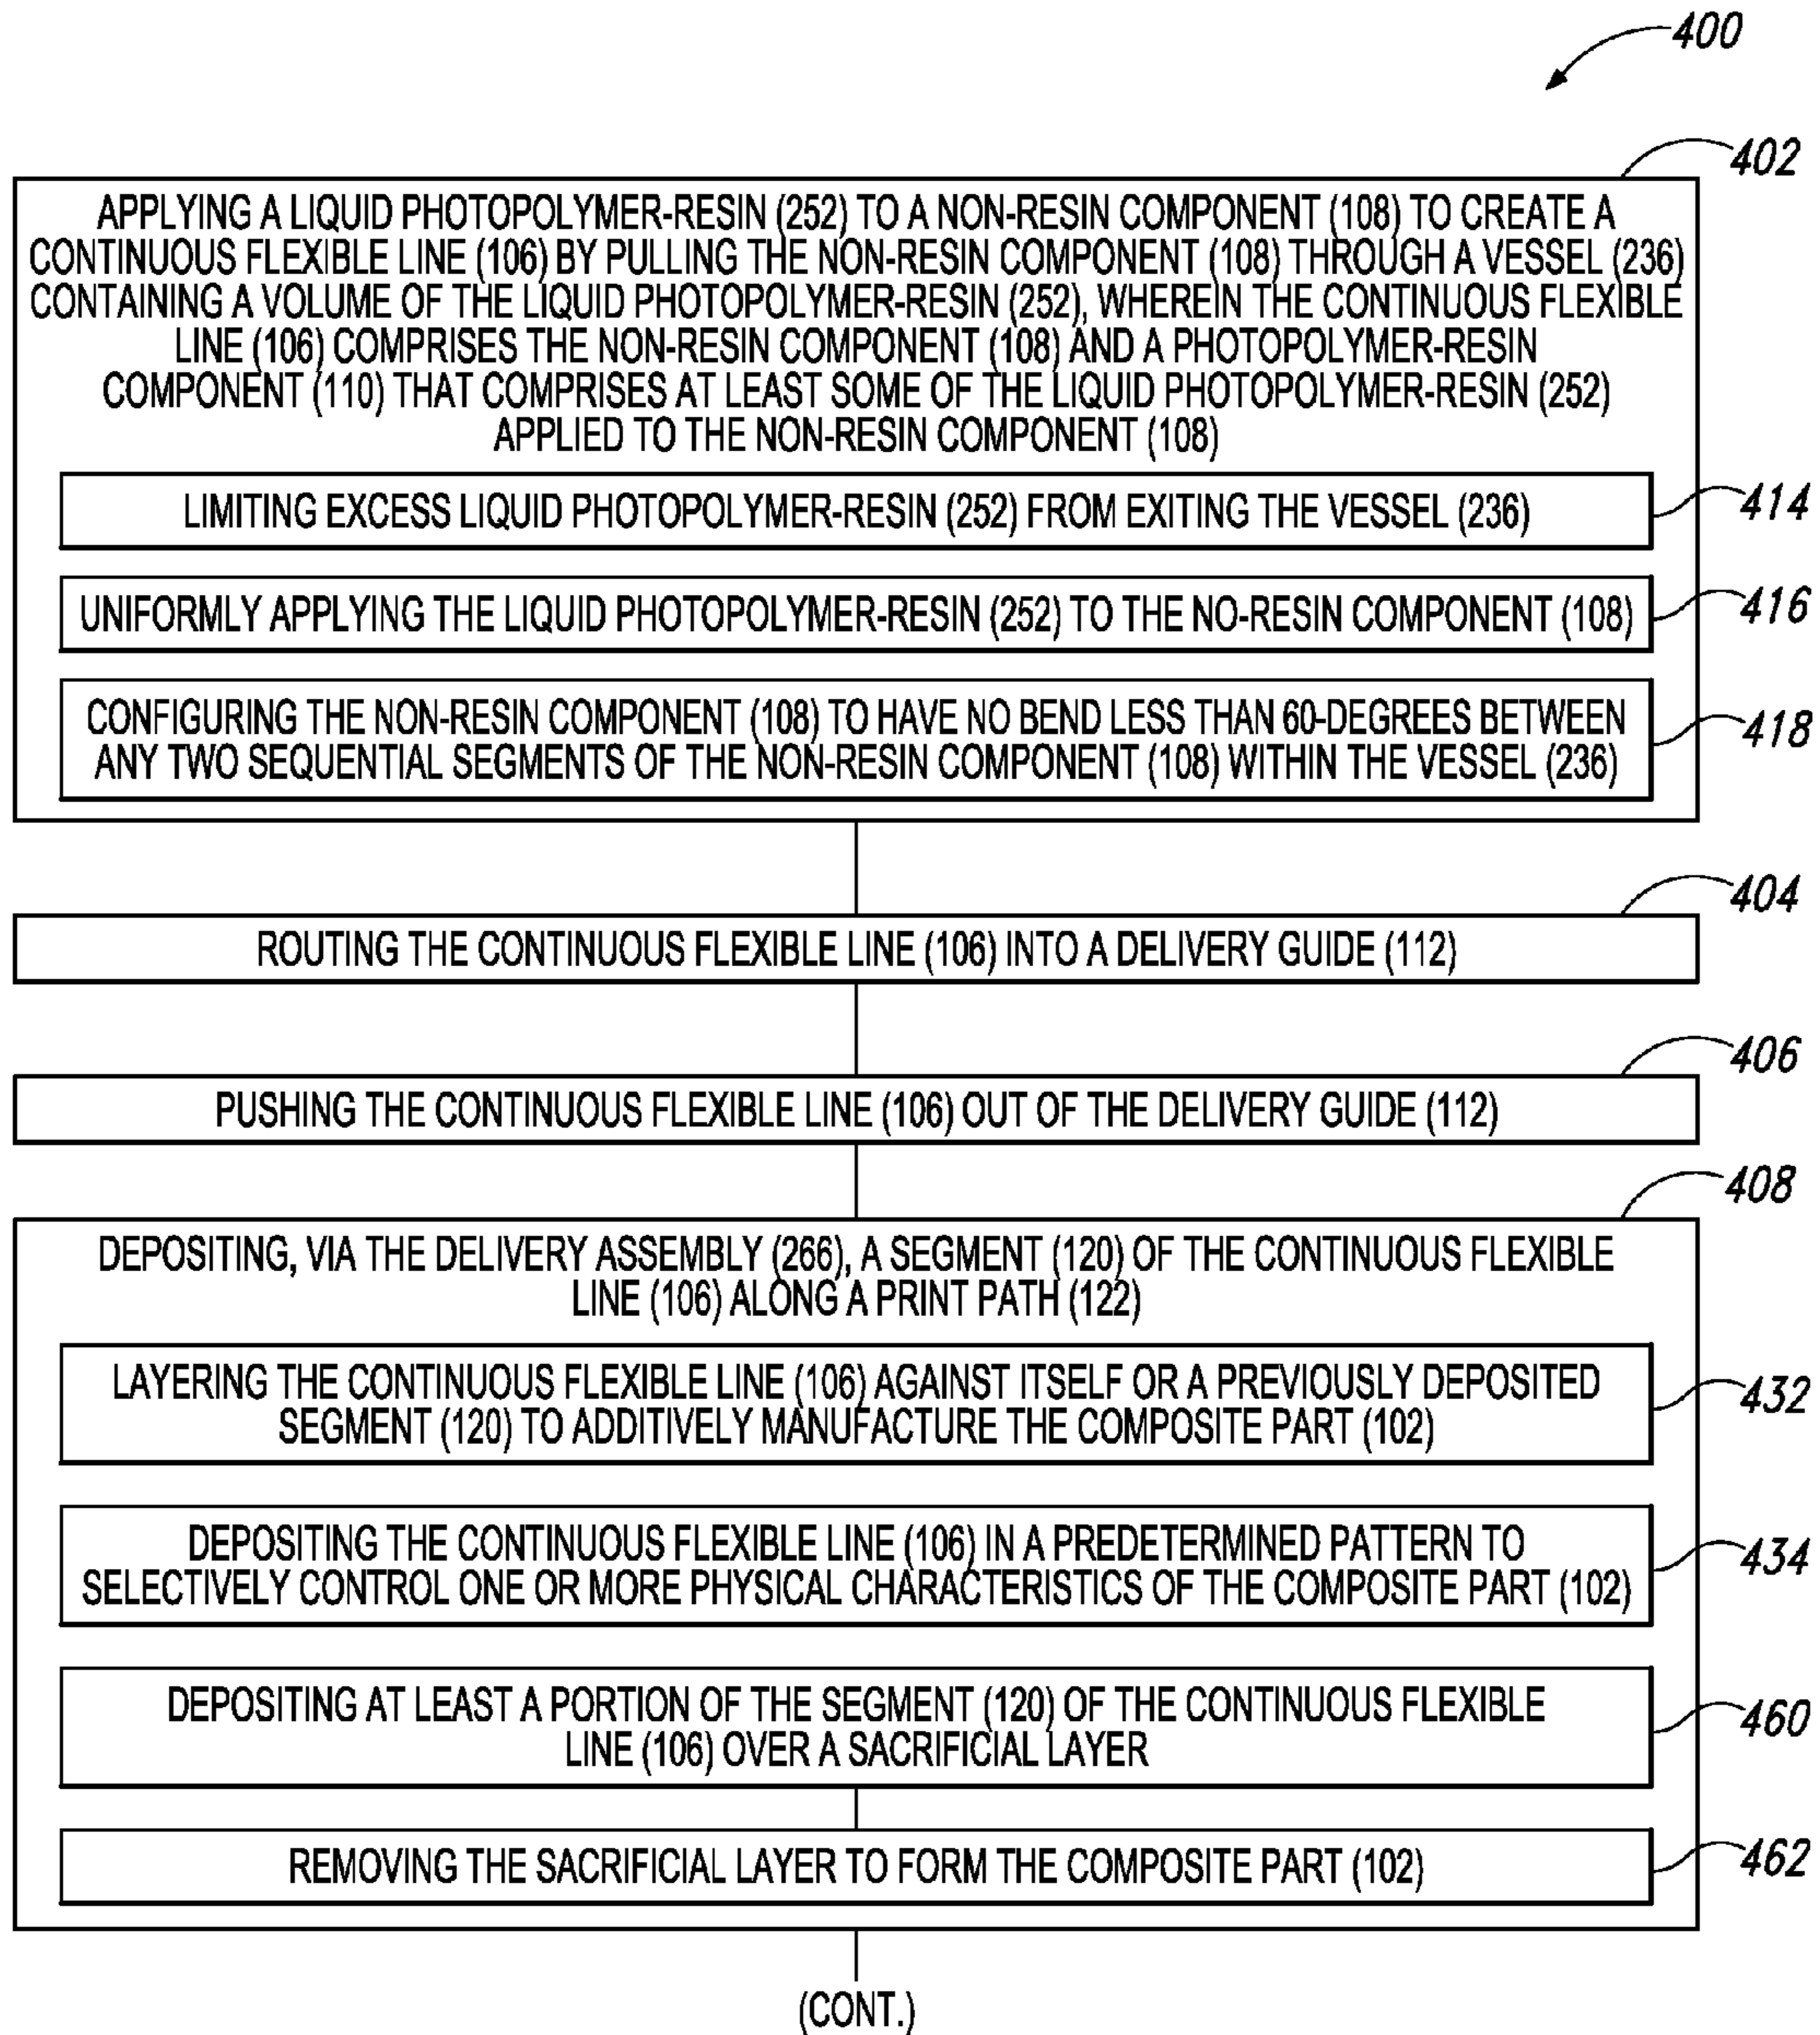 400
402
APPLYING A LIQUID PHOTOPOLYMER-RESIN (252) TO A NON-RESIN COMPONENT (108) TO CREATE A
CONTINUOUS FLEXIBLE LINE (106) BY PULLING THE NON-RESIN COMPONENT (108) THROUGH A VESSEL (236)
CONTAINING A VOLUME OF THE LIQUID PHOTOPOLYMER-RESIN (252), WHEREIN THE CONTINUOUS FLEXIBLE
LINE (106) COMPRISES THE NON-RESIN COMPONENT (108) AND A PHOTOPOLYMER-RESIN
COMPONENT (110) THAT COMPRISES AT LEAST SOME OF THE LIQUID PHOTOPOLYMER-RESIN (252)
APPLIED TO THE NON-RESIN COMPONENT (108)
LIMITING EXCESS LIQUID PHOTOPOLYMER-RESIN (252) FROM EXITING THE VESSEL (236)
414
UNIFORMLY APPLYING THE LIQUID PHOTOPOLYMER-RESIN (252) TO THE NO-RESIN COMPONENT (108)
416
CONFIGURING THE NON-RESIN COMPONENT (108) TO HAVE NO BEND LESS THAN 60-DEGREES BETWEEN
ANY TWO SEQUENTIAL SEGMENTS OF THE NON-RESIN COMPONENT (108) WITHIN THE VESSEL (236)
418
404
ROUTING THE CONTINUOUS FLEXIBLE LINE (106) INTO A DELIVERY GUIDE (112)
406
PUSHING THE CONTINUOUS FLEXIBLE LINE (106) OUT OF THE DELIVERY GUIDE (112)
408
DEPOSITING, VIA THE DELIVERY ASSEMBLY (266), A SEGMENT (120) OF THE CONTINUOUS FLEXIBLE
LINE (106) ALONG A PRINT PATH (122)
LAYERING THE CONTINUOUS FLEXIBLE LINE (106) AGAINST ITSELF OR A PREVIOUSLY DEPOSITED
SEGMENT (120) TO ADDITIVELY MANUFACTURE THE COMPOSITE PART (102)
432
DEPOSITING THE CONTINUOUS FLEXIBLE LINE (106) IN A PREDETERMINED PATTERN TO
SELECTIVELY CONTROL ONE OR MORE PHYSICAL CHARACTERISTICS OF THE COMPOSITE PART (102)
434
DEPOSITING AT LEAST A PORTION OF THE SEGMENT (120) OF THE CONTINUOUS FLEXIBLE
LINE (106) OVER A SACRIFICIAL LAYER
460
REMOVING THE SACRIFICIAL LAYER TO FORM THE COMPOSITE PART (102)
462
(CONT.)